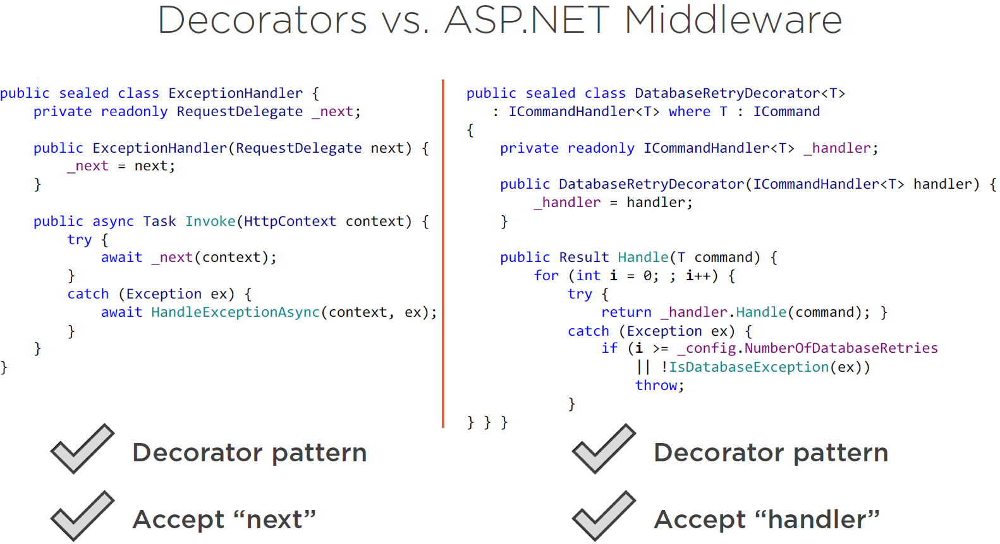 Decorators vs. ASP.NET Middleware
public sealed class ExceptionHandler {
    private readonly RequestDelegate _next;

    public ExceptionHandler(RequestDelegate next) {
        _next = next;
    }

    public async Task Invoke(HttpContext context) {
        try {
            await _next(context);
        }
        catch (Exception ex) {
            await HandleExceptionAsync(context, ex);
        }
    }
}
public sealed class DatabaseRetryDecorator<T>
   : ICommandHandler<T> where T : ICommand
{
    private readonly ICommandHandler<T> _handler;

    public DatabaseRetryDecorator(ICommandHandler<T> handler) {
        _handler = handler;
    }

    public Result Handle(T command) {
        for (int i = 0; ; i++) {
            try {
                return _handler.Handle(command); }
            catch (Exception ex) {
                if (i >= _config.NumberOfDatabaseRetries
                    || !IsDatabaseException(ex))
                    throw;
            }
} } }
Decorator pattern
Accept “next”
Decorator pattern
Accept “handler”